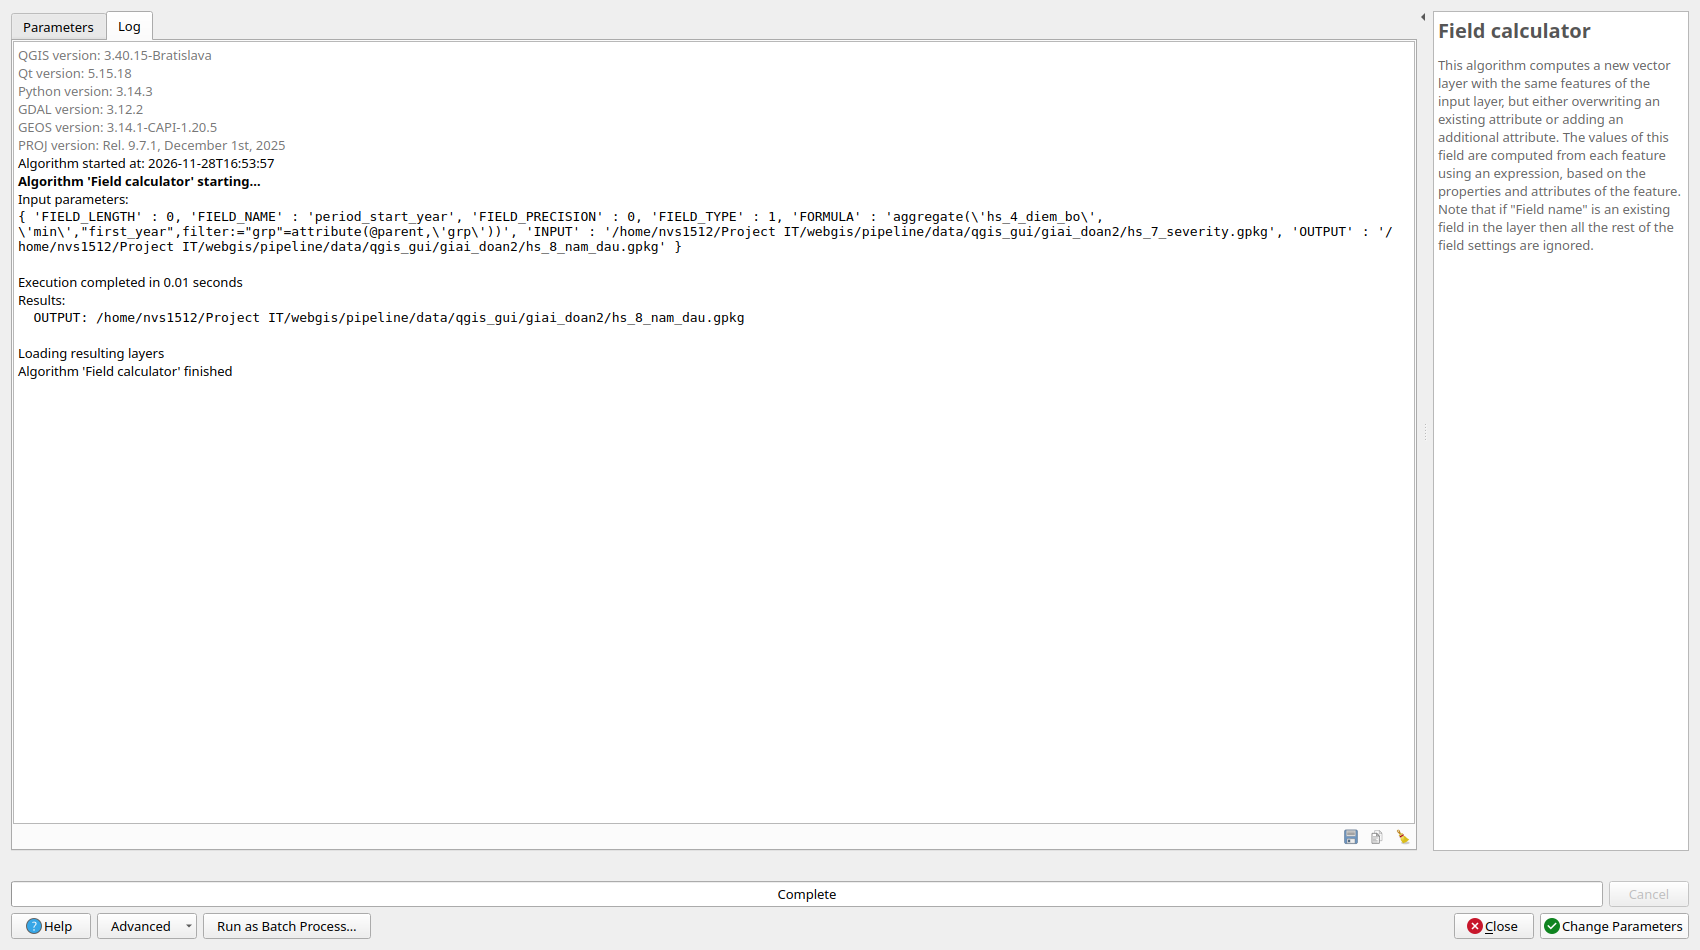 Parameters
Log
QGIS version: 3.40.15-Bratislava
Qt version: 5.15.18
Python version: 3.14.3
GDAL version: 3.12.2
GEOS version: 3.14.1-CAPI-1.20.5
PROJ version: Rel. 9.7.1, December 1st, 2025
Algorithm started at: 2026-11-28T16:53:57
Algorithm 'Field calculator' starting…
Input parameters:
{ 'FIELD_LENGTH' : 0, 'FIELD_NAME' : 'period_start_year', 'FIELD_PRECISION' : 0, 'FIELD_TYPE' : 1, 'FORMULA' : 'aggregate(\'hs_4_diem_bo\',
\'min\',"first_year",filter:="grp"=attribute(@parent,\'grp\'))', 'INPUT' : '/home/nvs1512/Project IT/webgis/pipeline/data/qgis_gui/giai_doan2/hs_7_severity.gpkg', 'OUTPUT' : '/
home/nvs1512/Project IT/webgis/pipeline/data/qgis_gui/giai_doan2/hs_8_nam_dau.gpkg' }
Execution completed in 0.01 seconds
Results:
OUTPUT: /home/nvs1512/Project IT/webgis/pipeline/data/qgis_gui/giai_doan2/hs_8_nam_dau.gpkg
Loading resulting layers
Algorithm 'Field calculator' finished
Field calculator
This algorithm computes a new vector
layer with the same features of the
input layer, but either overwriting an
existing attribute or adding an
additional attribute. The values of this
field are computed from each feature
using an expression, based on the
properties and attributes of the feature.
Note that if "Field name" is an existing
field in the layer then all the rest of the
field settings are ignored.
Complete
Cancel
Help
Advanced
Run as Batch Process…
Close
Change Parameters